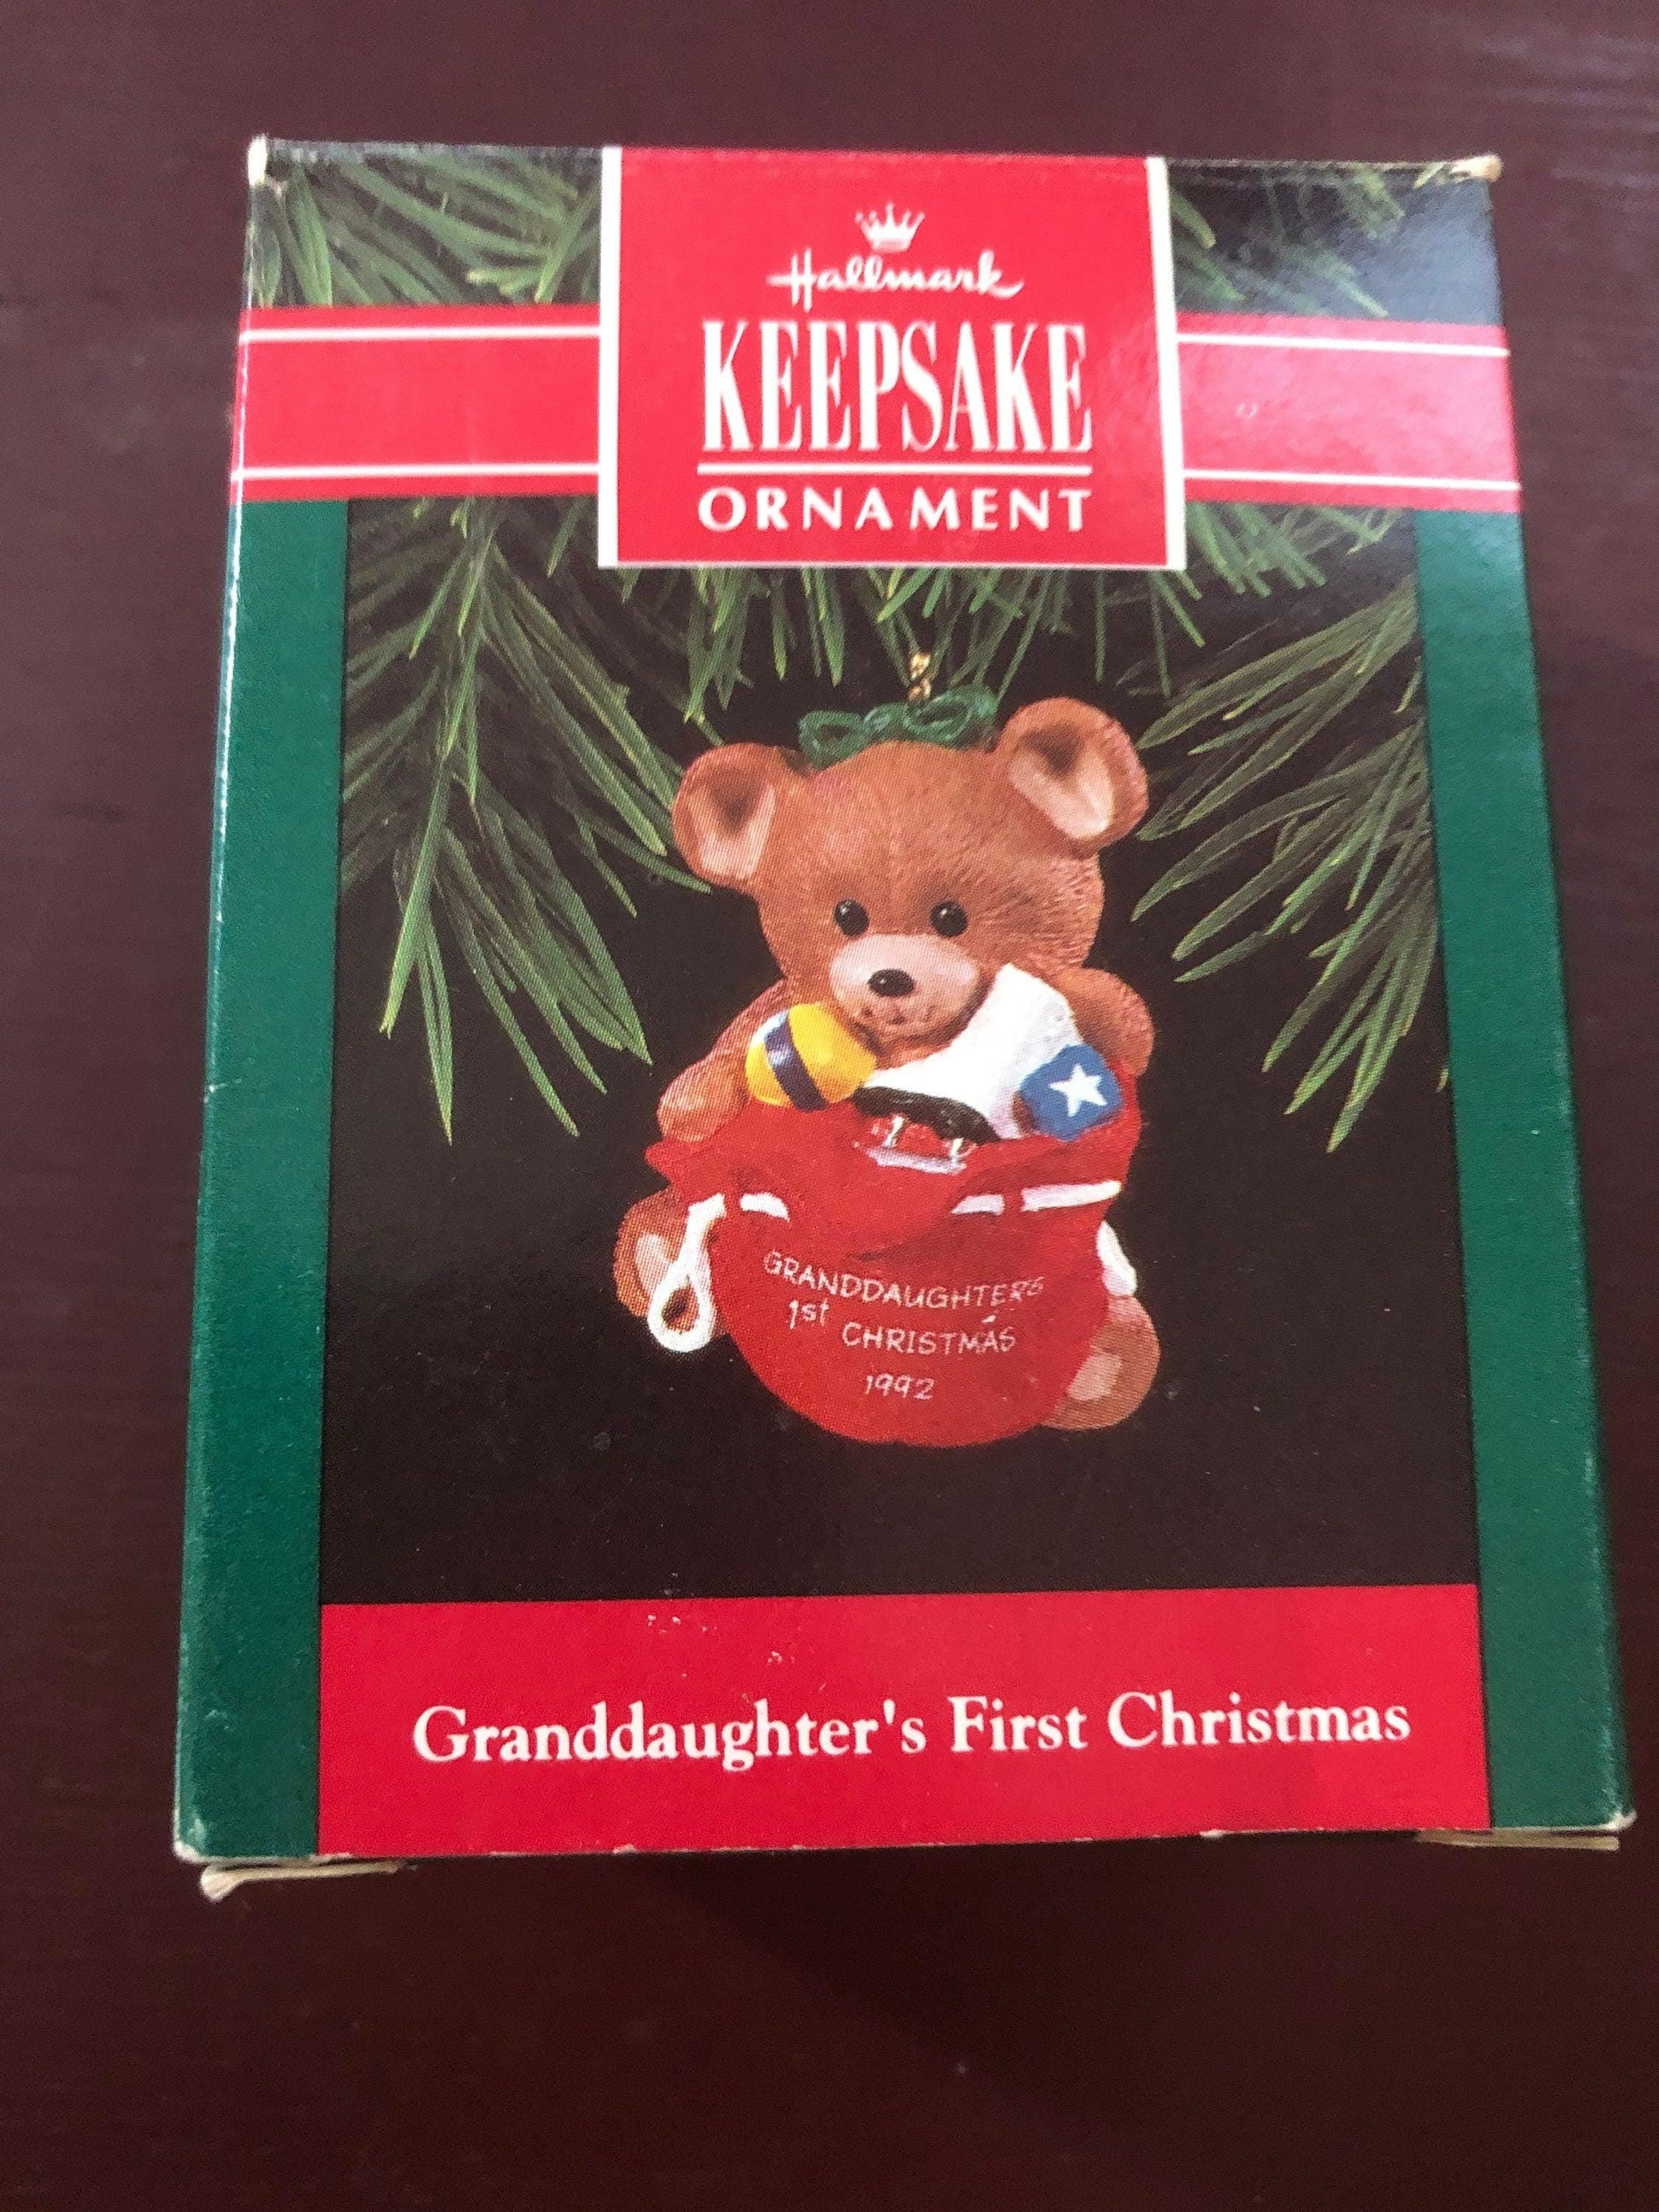 Hallmark
KEEPSAKE
ORNAMENT
GRANDDAUGHTER'S
1st CHRISTMAS
1992
Granddaughter's First Christmas